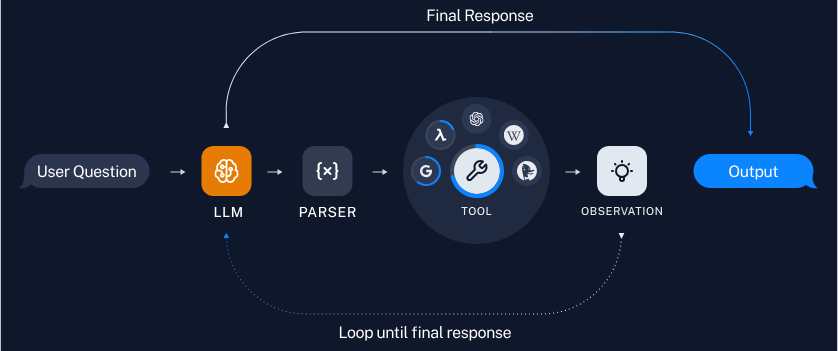 Final Response
User Question
LLM
PARSER
λ
G
W
{×}
TOOL
OBSERVATION
Output
Loop until final response